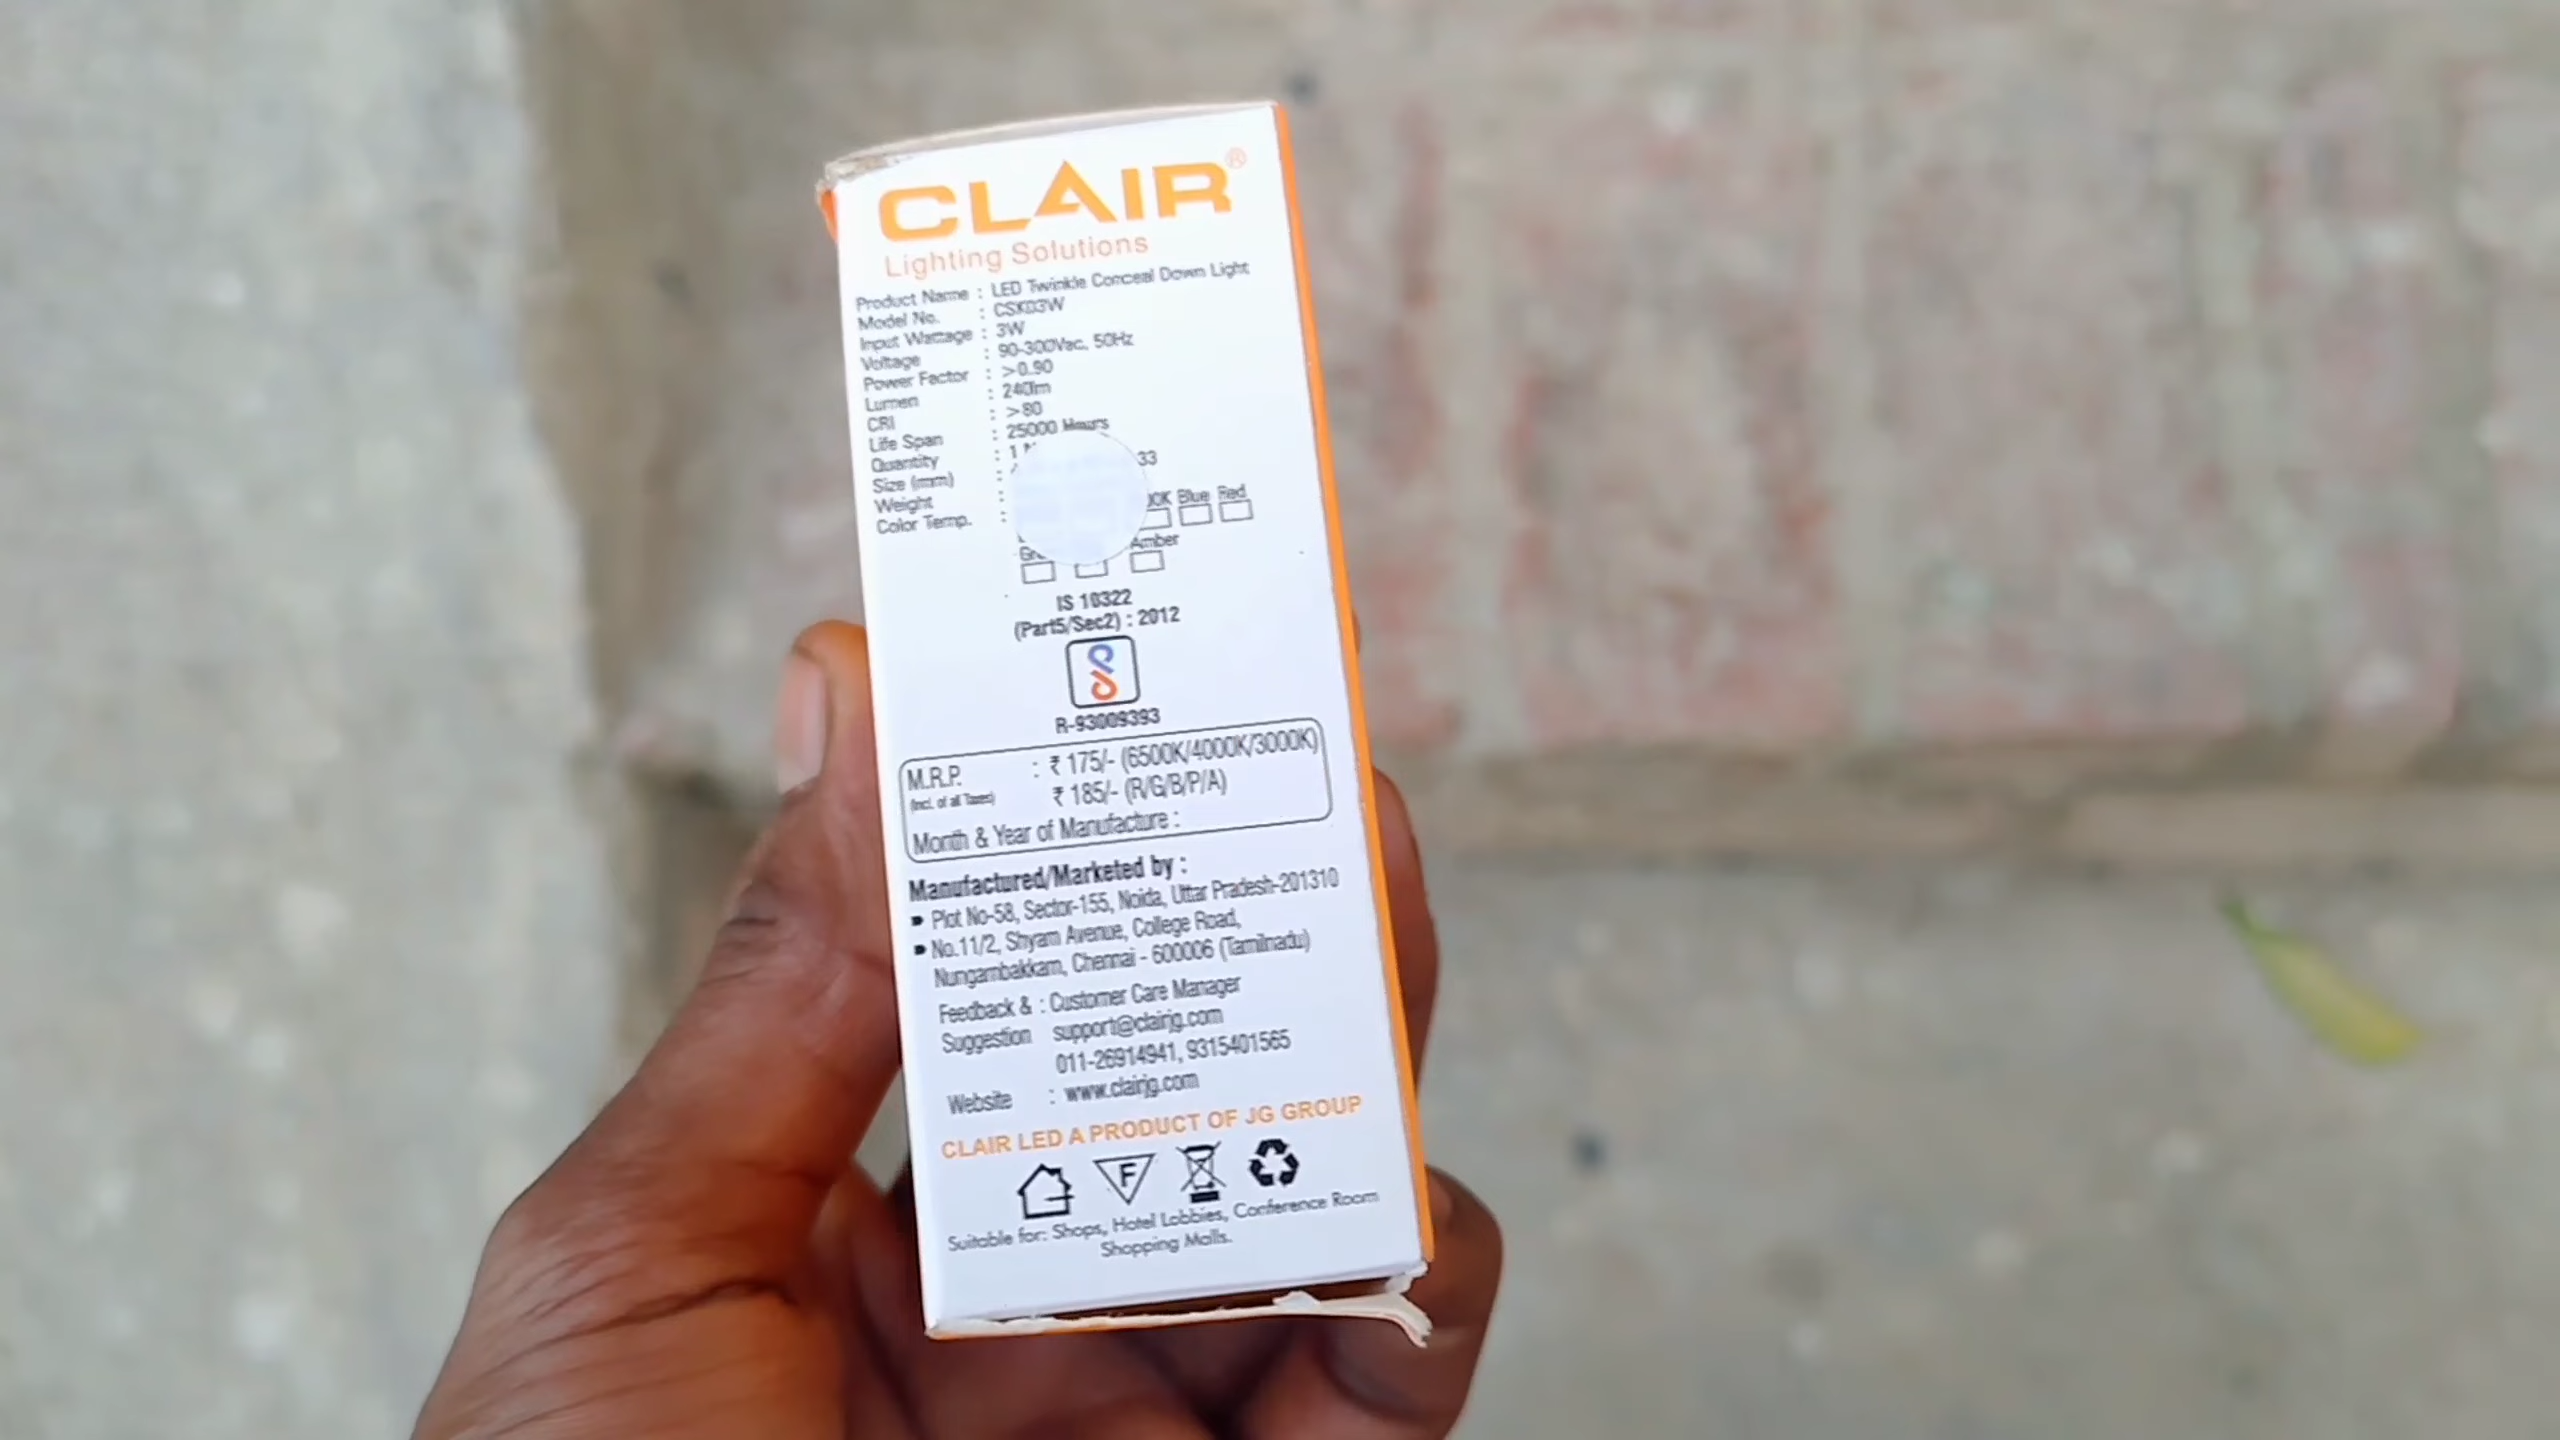 CLAIR®
Lighting Solutions
Product Name : LED Twinkle Conceal Down Light
Model No. : CSK03W
Input Wattage : 3W
Voltage : 90-300Vac, 50Hz
Power Factor : >0.90
Lumen : 240lm
CRI : >80
Life Span : 25000 Hours
Quantity : 1
Size (mm) : 33
Weight :
Color Temp. : Blue Red
Amber
IS 10322
(Part5/Sec2) : 2012
R-93009393
M.R.P. : ₹ 175/- (6500K/4000K/3000K)
(Incl. of all Taxes) ₹ 185/- (R/G/B/P/A)
Month & Year of Manufacture :
Manufactured/Marketed by :
Plot No-58, Sector-155, Noida, Uttar Pradesh-201310
No.11/2, Shyam Avenue, College Road,
Nungambakkam, Chennai - 600006 (Tamilnadu)
Feedback & : Customer Care Manager
Suggestion support@clairjg.com
011-26914941, 9315401565
Website : www.clairjg.com
CLAIR LED A PRODUCT OF JG GROUP
F
Suitable for: Shops, Hotel Lobbies, Conference Room
Shopping Malls.